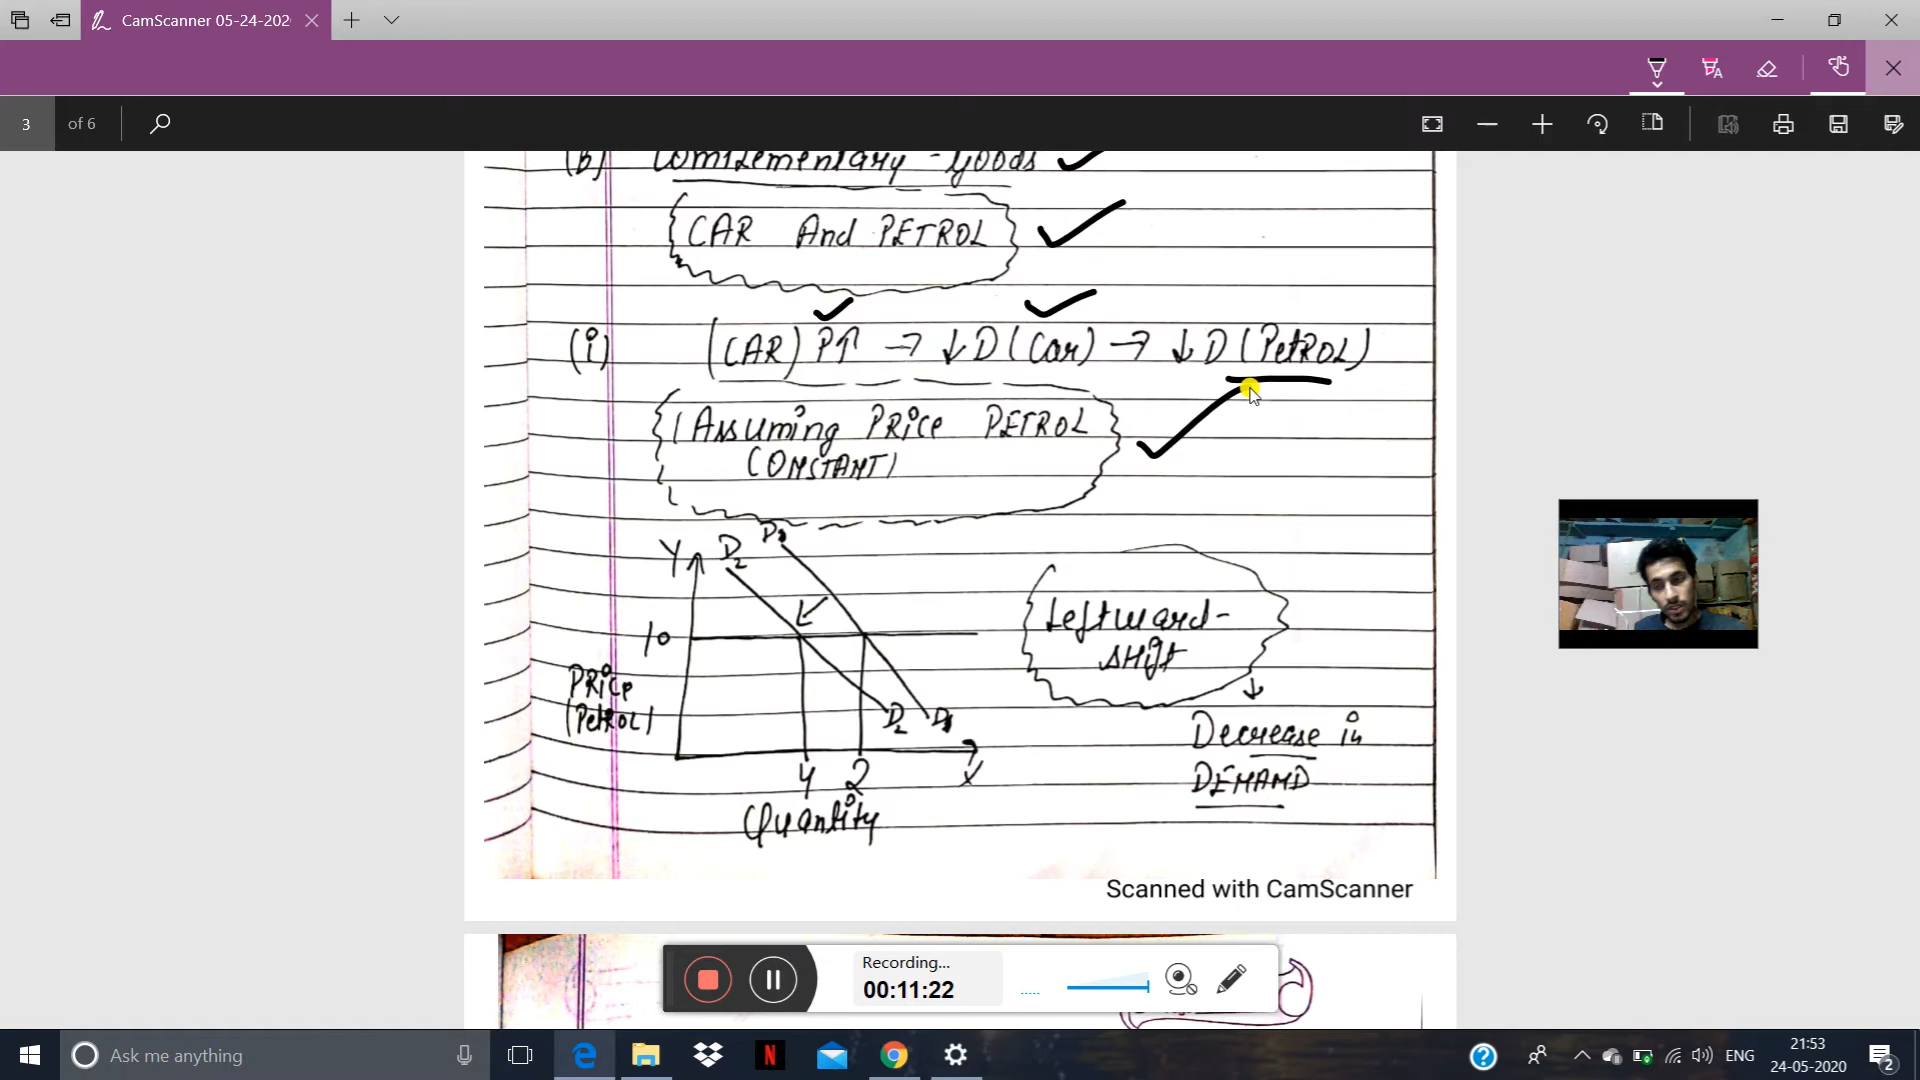 CamScanner 05-24-202
3 of 6
(B) Complementary - Goods
CAR And PETROL
(i) (CAR) P↑ → ↓ D (Car) → ↓ D (PetROL)
(Assuming PRice PETROL
CONSTANT)
Y D2 D1
10
PRice
(PetROL)
D2 D1
4 2 X
Quantity
Leftward-
SHift
↓
Decrease in
DEMAND
Scanned with CamScanner
Recording...
00:11:22
Ask me anything
ENG
21:53
24-05-2020
2